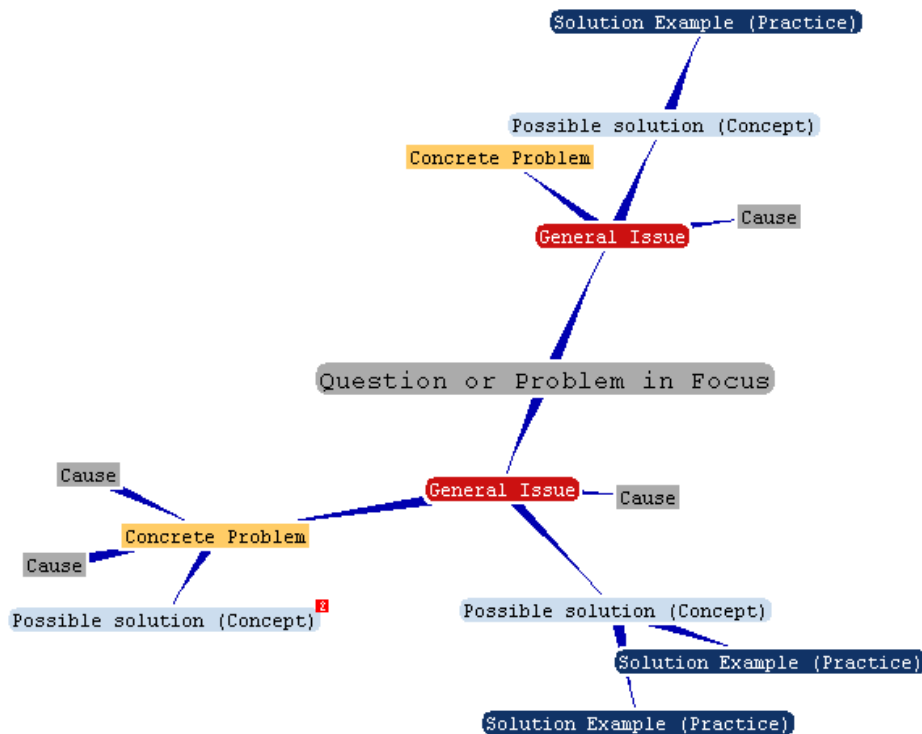 Solution Example (Practice)
Possible solution (Concept)
Concrete Problem
Cause
General Issue
Question or Problem in Focus
Cause
General Issue
Cause
Concrete Problem
Cause
Possible solution (Concept)
2
Possible solution (Concept)
Solution Example (Practice)
Solution Example (Practice)